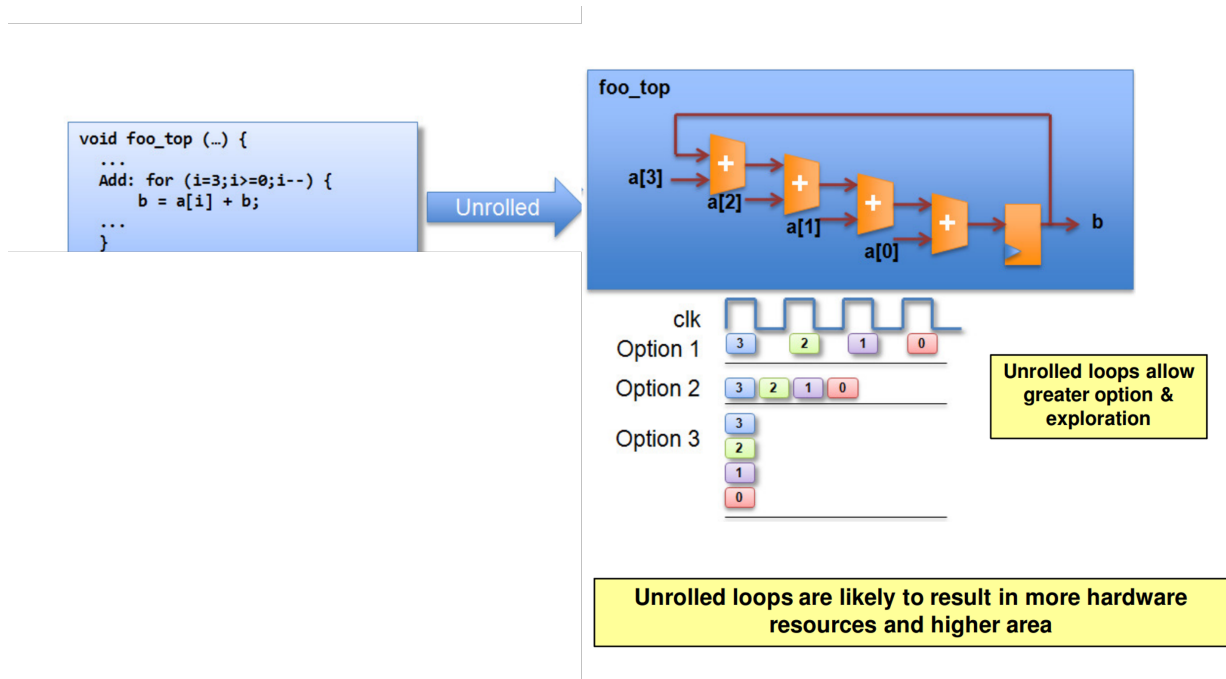 void foo_top (…) {
...
Add: for (i=3;i>=0;i--) {
b = a[i] + b;
...
}
Unrolled
foo_top
+
a[3]
+
a[2]
+
a[1]
+
a[0]
b
clk
Option 1
3 2 1 0
Option 2
3 2 1 0
Option 3
3
2
1
0
Unrolled loops allow
greater option &
exploration
Unrolled loops are likely to result in more hardware
resources and higher area